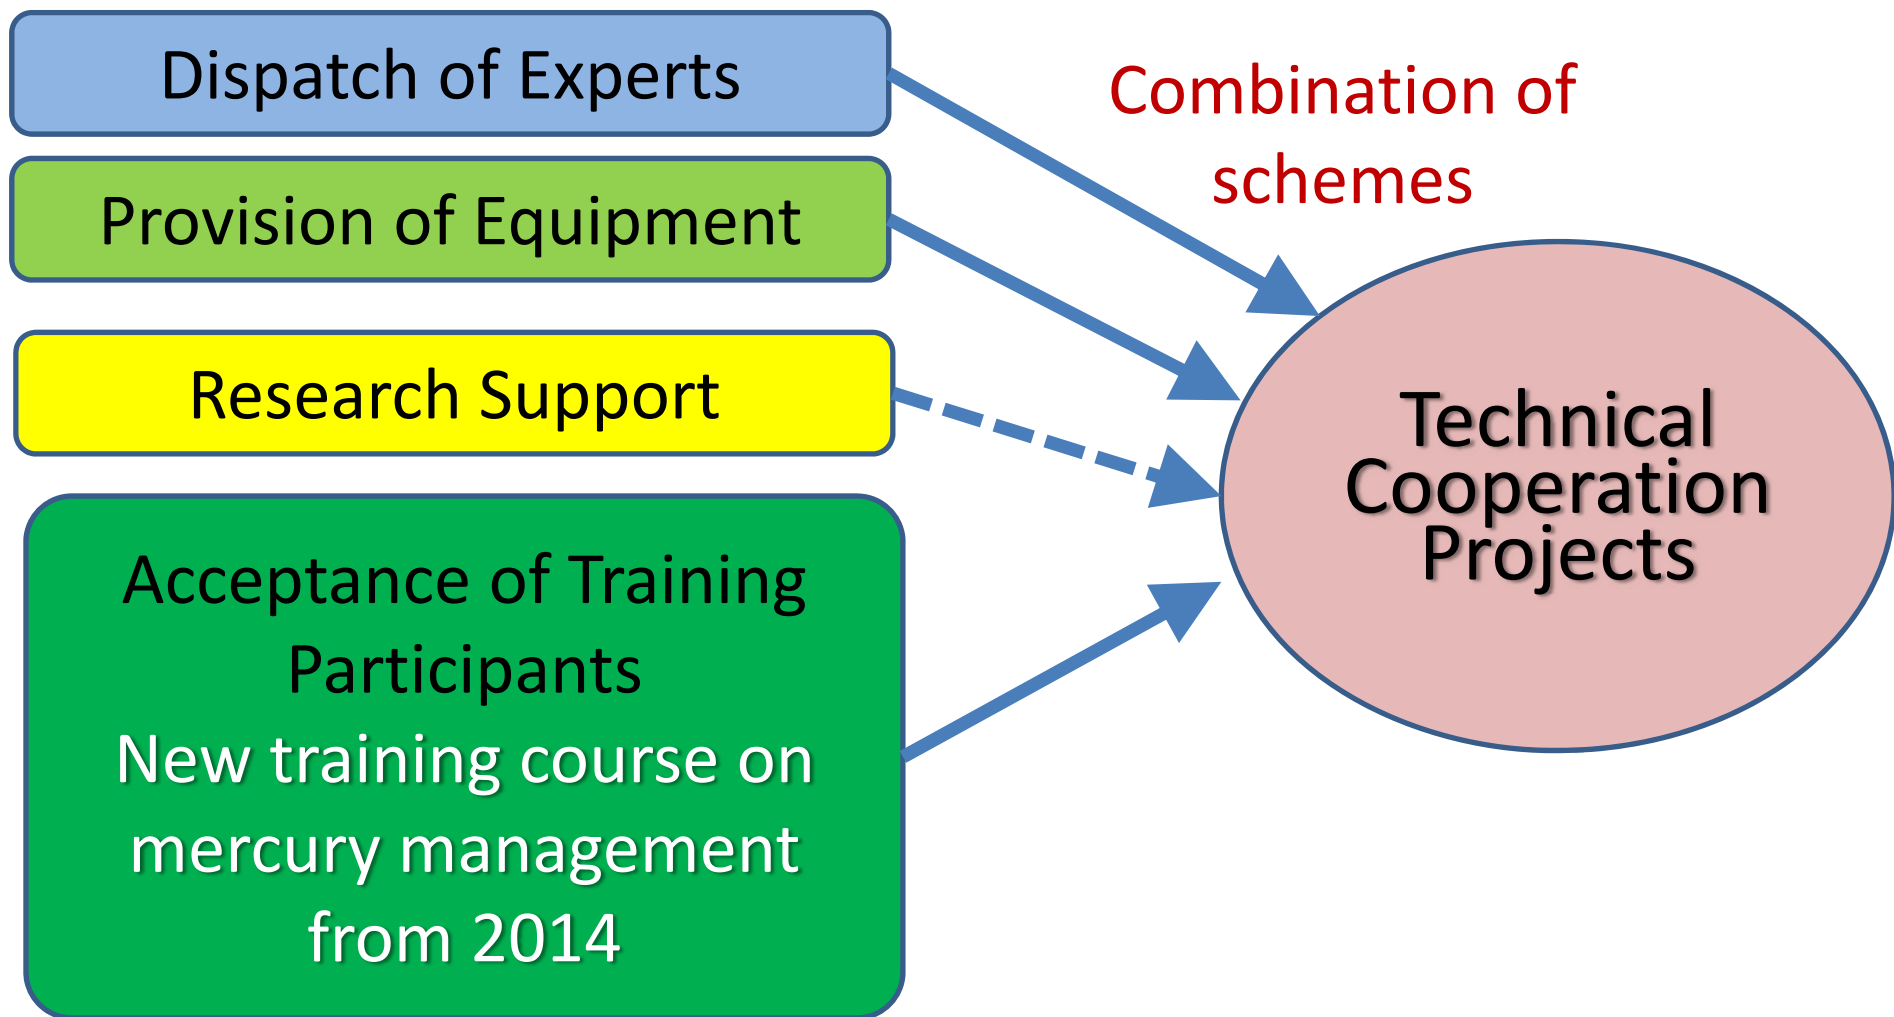 Dispatch of Experts
Provision of Equipment
Research Support
Acceptance of Training
Participants
New training course on
mercury management
from 2014
Combination of
schemes
Technical
Cooperation
Projects